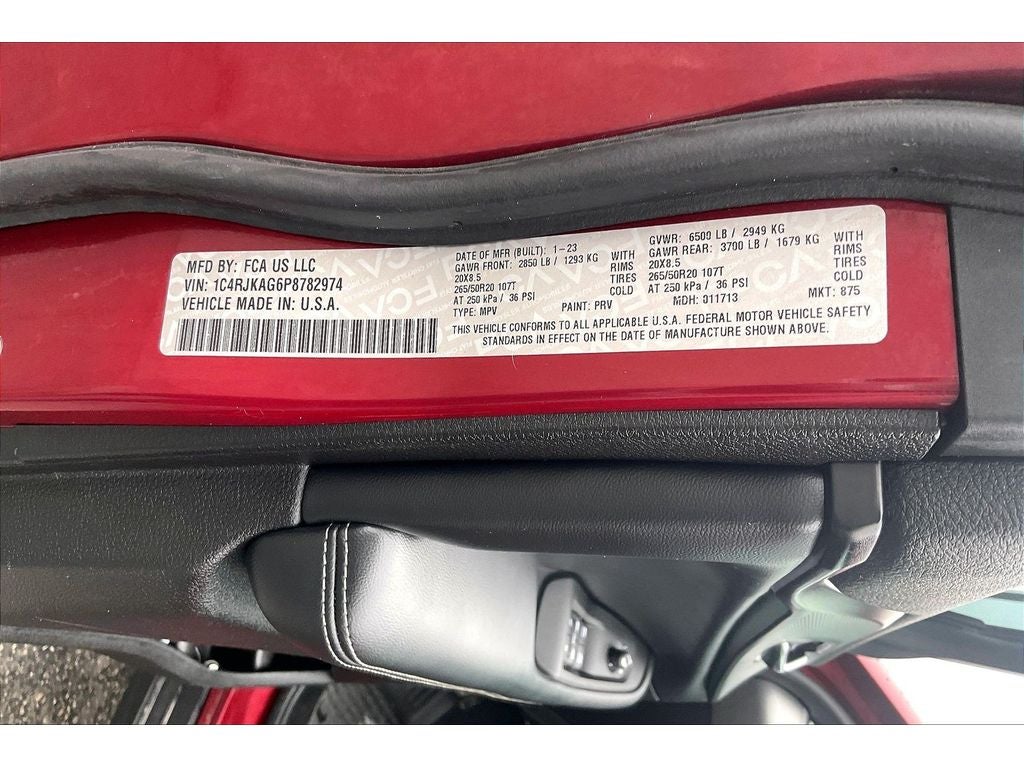 MFD BY: FCA US LLC
VIN: 1C4RJKAG6P8782974
VEHICLE MADE IN: U.S.A.
DATE OF MFR (BUILT): 1-23
GAWR FRONT: 2850 LB / 1293 KG WITH
20X8.5 RIMS
265/50R20 107T TIRES
AT 250 kPa / 36 PSI COLD
TYPE: MPV PAINT: PRV
GVWR: 6500 LB / 2949 KG
GAWR REAR: 3700 LB / 1679 KG WITH
20X8.5 RIMS
265/50R20 107T TIRES
AT 250 kPa / 36 PSI COLD
MDH: 011713 MKT: 875
THIS VEHICLE CONFORMS TO ALL APPLICABLE U.S.A. FEDERAL MOTOR VEHICLE SAFETY
STANDARDS IN EFFECT ON THE DATE OF MANUFACTURE SHOWN ABOVE.